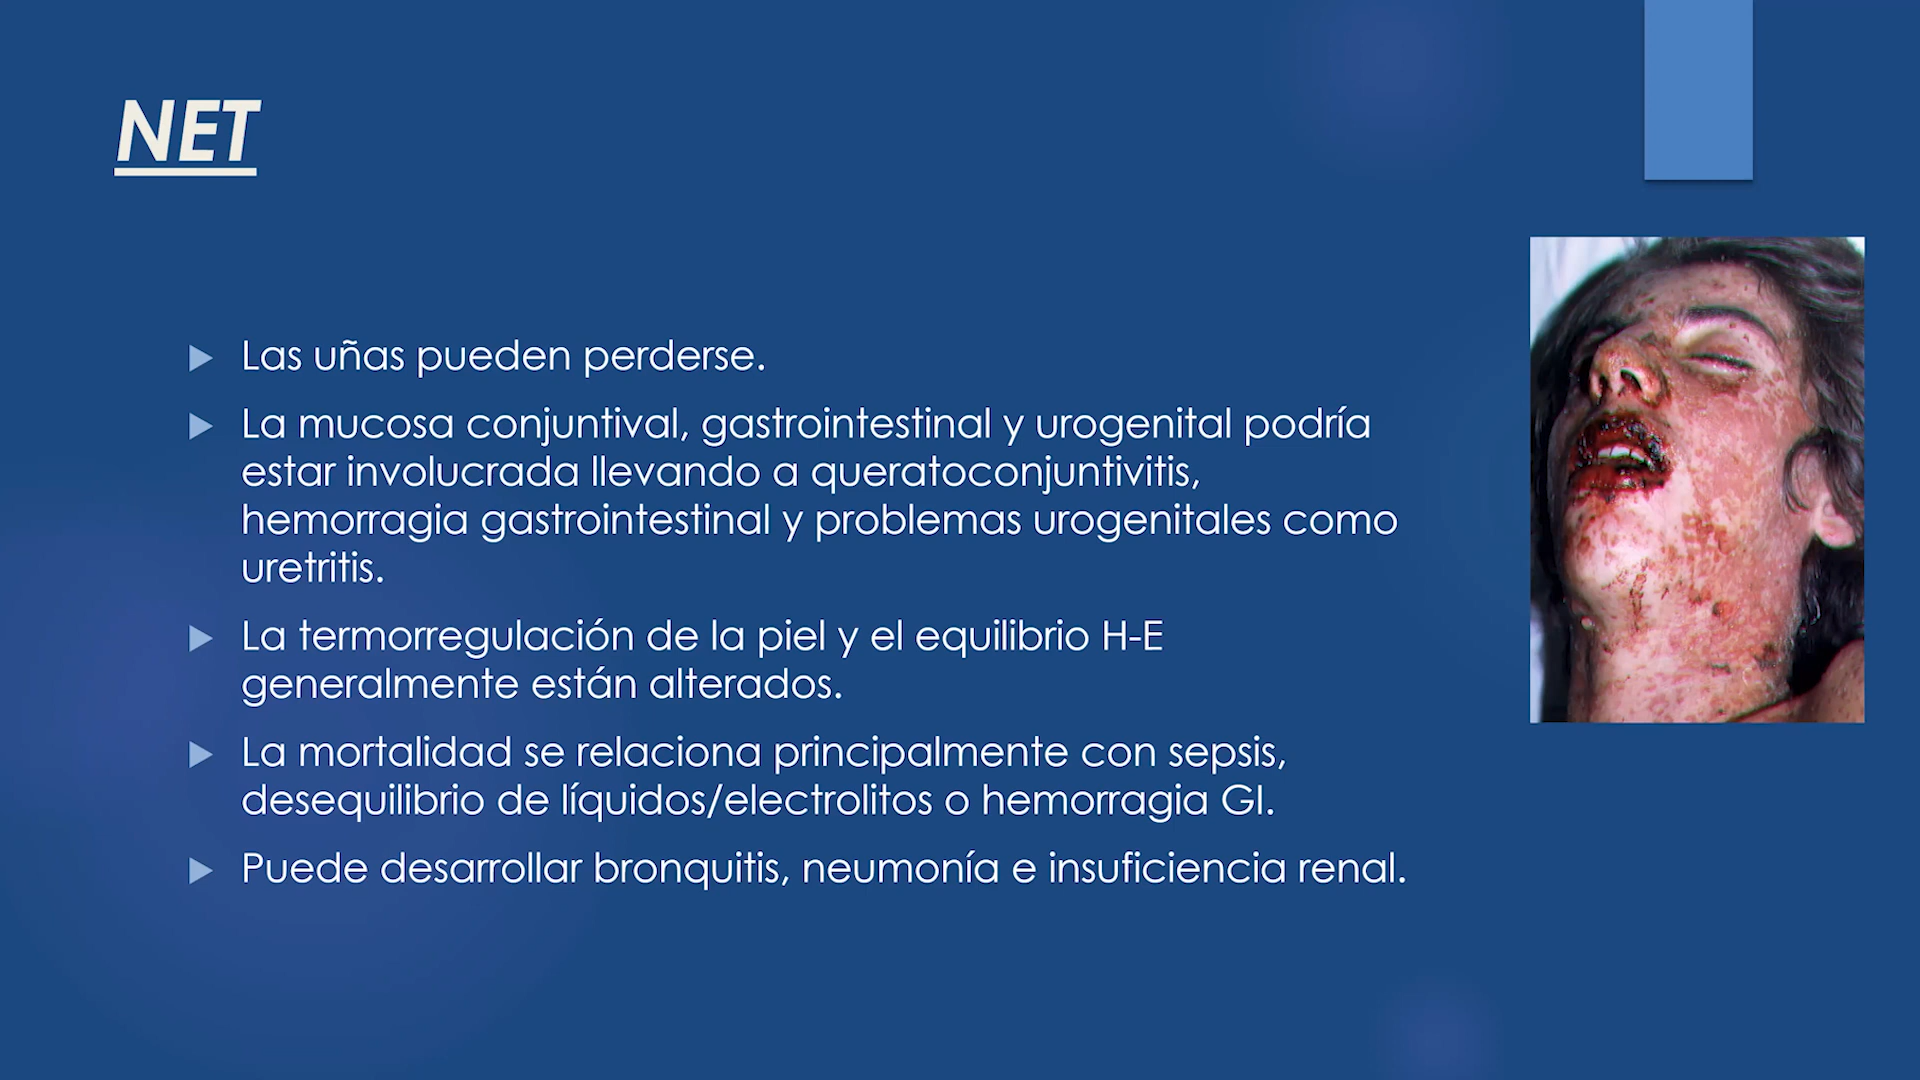 NET
Las uñas pueden perderse.
La mucosa conjuntival, gastrointestinal y urogenital podría
estar involucrada llevando a queratoconjuntivitis,
hemorragia gastrointestinal y problemas urogenitales como
uretritis.
La termorregulación de la piel y el equilibrio H-E
generalmente están alterados.
La mortalidad se relaciona principalmente con sepsis,
desequilibrio de líquidos/electrolitos o hemorragia GI.
Puede desarrollar bronquitis, neumonía e insuficiencia renal.